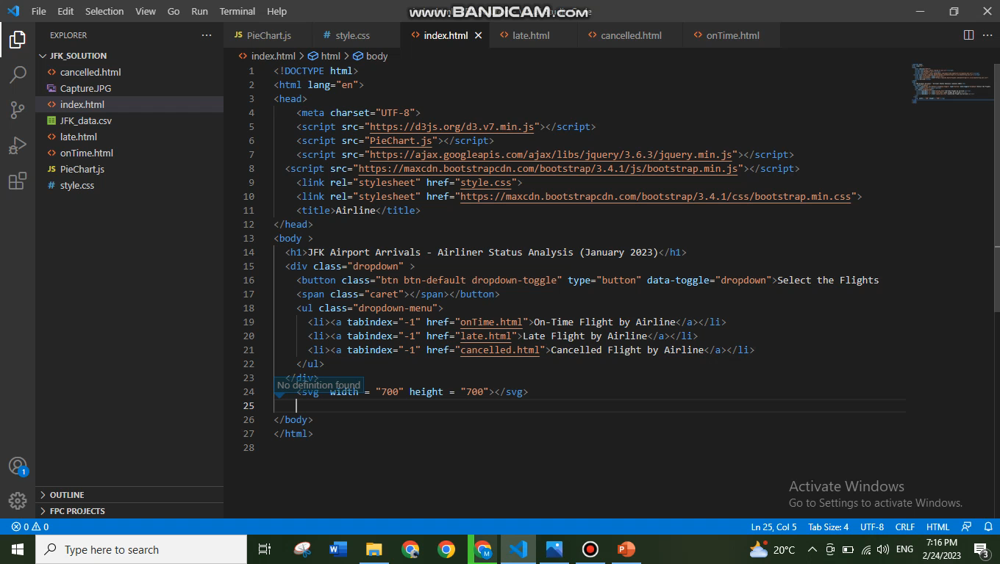 File Edit Selection View Go Run Terminal Help
www.BANDICAM.com
EXPLORER
PieChart.js
style.css
index.html
late.html
cancelled.html
onTime.html
JFK_SOLUTION
cancelled.html
Capture.JPG
index.html
JFK_data.csv
late.html
onTime.html
PieChart.js
style.css
OUTLINE
FPC PROJECTS
index.html > html > body
1 <!DOCTYPE html>
2 <html lang="en">
3 <head>
4 <meta charset="UTF-8">
5 <script src="https://d3js.org/d3.v7.min.js"></script>
6 <script src="PieChart.js"></script>
7 <script src="https://ajax.googleapis.com/ajax/libs/jquery/3.6.3/jquery.min.js"></script>
8 <script src="https://maxcdn.bootstrapcdn.com/bootstrap/3.4.1/js/bootstrap.min.js"></script>
9 <link rel="stylesheet" href="style.css">
10 <link rel="stylesheet" href="https://maxcdn.bootstrapcdn.com/bootstrap/3.4.1/css/bootstrap.min.css">
11 <title>Airline</title>
12 </head>
13 <body >
14 <h1>JFK Airport Arrivals - Airliner Status Analysis (January 2023)</h1>
15 <div class="dropdown" >
16 <button class="btn btn-default dropdown-toggle" type="button" data-toggle="dropdown">Select the Flights
17 <span class="caret"></span></button>
18 <ul class="dropdown-menu">
19 <li><a tabindex="-1" href="onTime.html">On-Time Flight by Airline</a></li>
20 <li><a tabindex="-1" href="late.html">Late Flight by Airline</a></li>
21 <li><a tabindex="-1" href="cancelled.html">Cancelled Flight by Airline</a></li>
22 </ul>
23 </div>
No definition found
24 <svg width = "700" height = "700"></svg>
25
26 </body>
27 </html>
28
Activate Windows
Go to Settings to activate Windows.
1
0 0
Ln 25, Col 5 Tab Size: 4 UTF-8 CRLF HTML
Type here to search
20°C
ENG
7:16 PM
2/24/2023
3